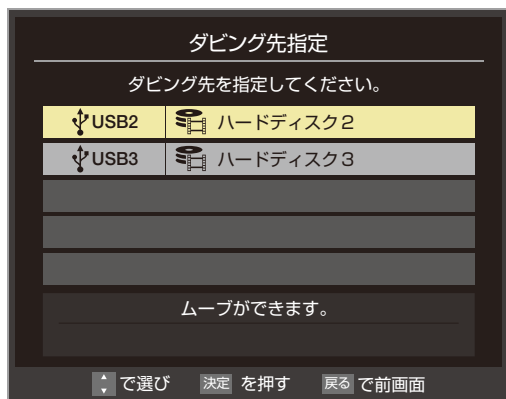 ダビング先指定
ダビング先を指定してください。
USB2 ハードディスク2
USB3 ハードディスク3
ムーブができます。
で選び 決定 を押す 戻る で前画面